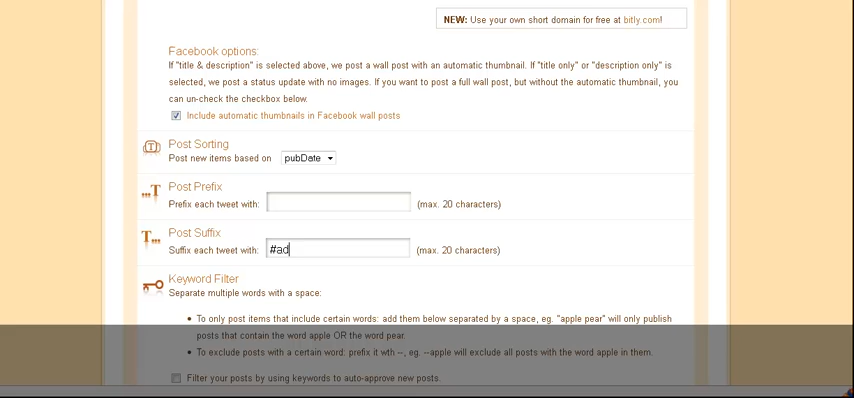 NEW: Use your own short domain for free at bitly.com!
Facebook options:
If "title & description" is selected above, we post a wall post with an automatic thumbnail. If "title only" or "description only" is
selected, we post a status update with no images. If you want to post a full wall post, but without the automatic thumbnail, you
can un-check the checkbox below.
Include automatic thumbnails in Facebook wall posts
Post Sorting
Post new items based on pubDate
Post Prefix
Prefix each tweet with: (max. 20 characters)
Post Suffix
Suffix each tweet with: #ad (max. 20 characters)
Keyword Filter
Separate multiple words with a space:
• To only post items that include certain words: add them below separated by a space, eg. "apple pear" will only publish
posts that contain the word apple OR the word pear.
• To exclude posts with a certain word: prefix it wth --, eg. --apple will exclude all posts with the word apple in them.
Filter your posts by using keywords to auto-approve new posts.